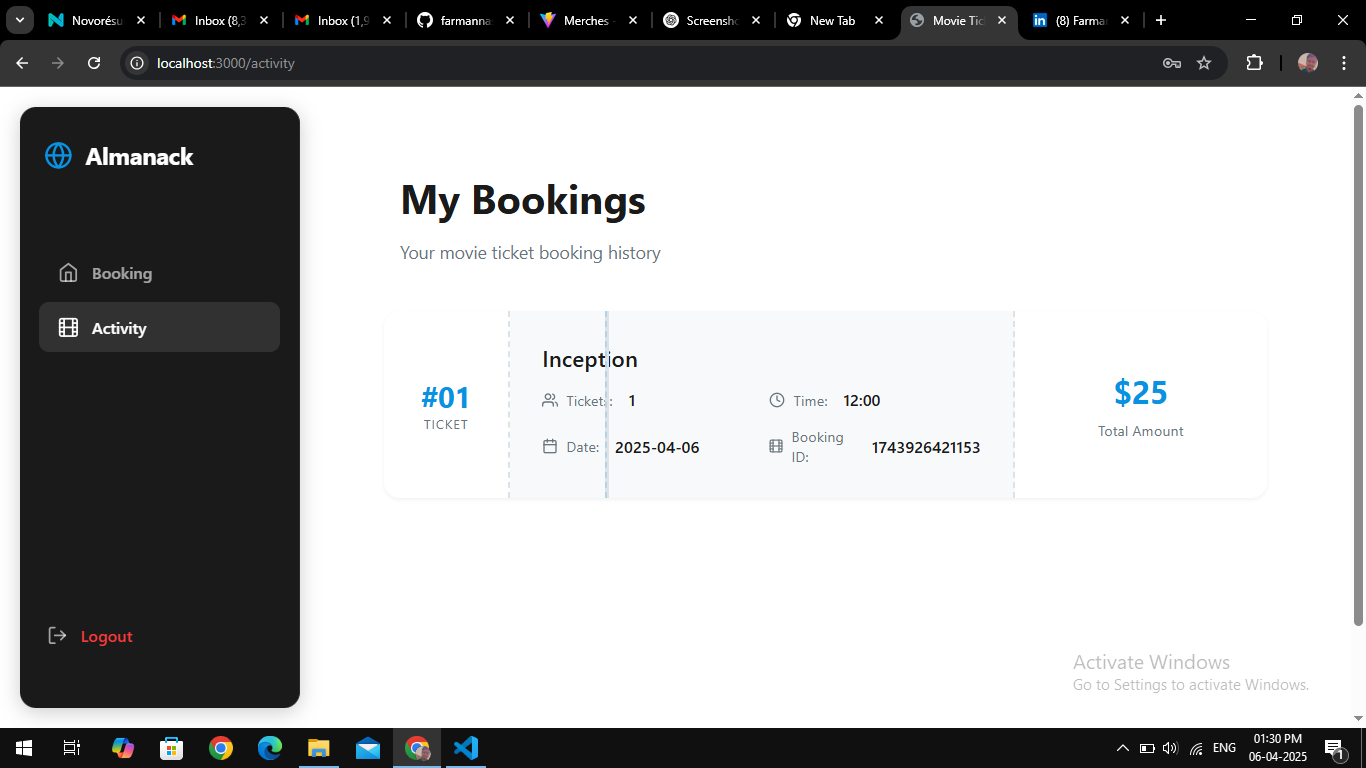 Novorésu
Inbox (8,3
Inbox (1,9
farmanna
Merches -
Screensho
New Tab
Movie Tic
(8) Farma
localhost:3000/activity
Almanack
Booking
Activity
Logout
My Bookings
Your movie ticket booking history
#01
TICKET
Inception
Tickets: 1
Time: 12:00
Date: 2025-04-06
Booking ID: 1743926421153
$25
Total Amount
Activate Windows
Go to Settings to activate Windows.
ENG
01:30 PM
06-04-2025
1